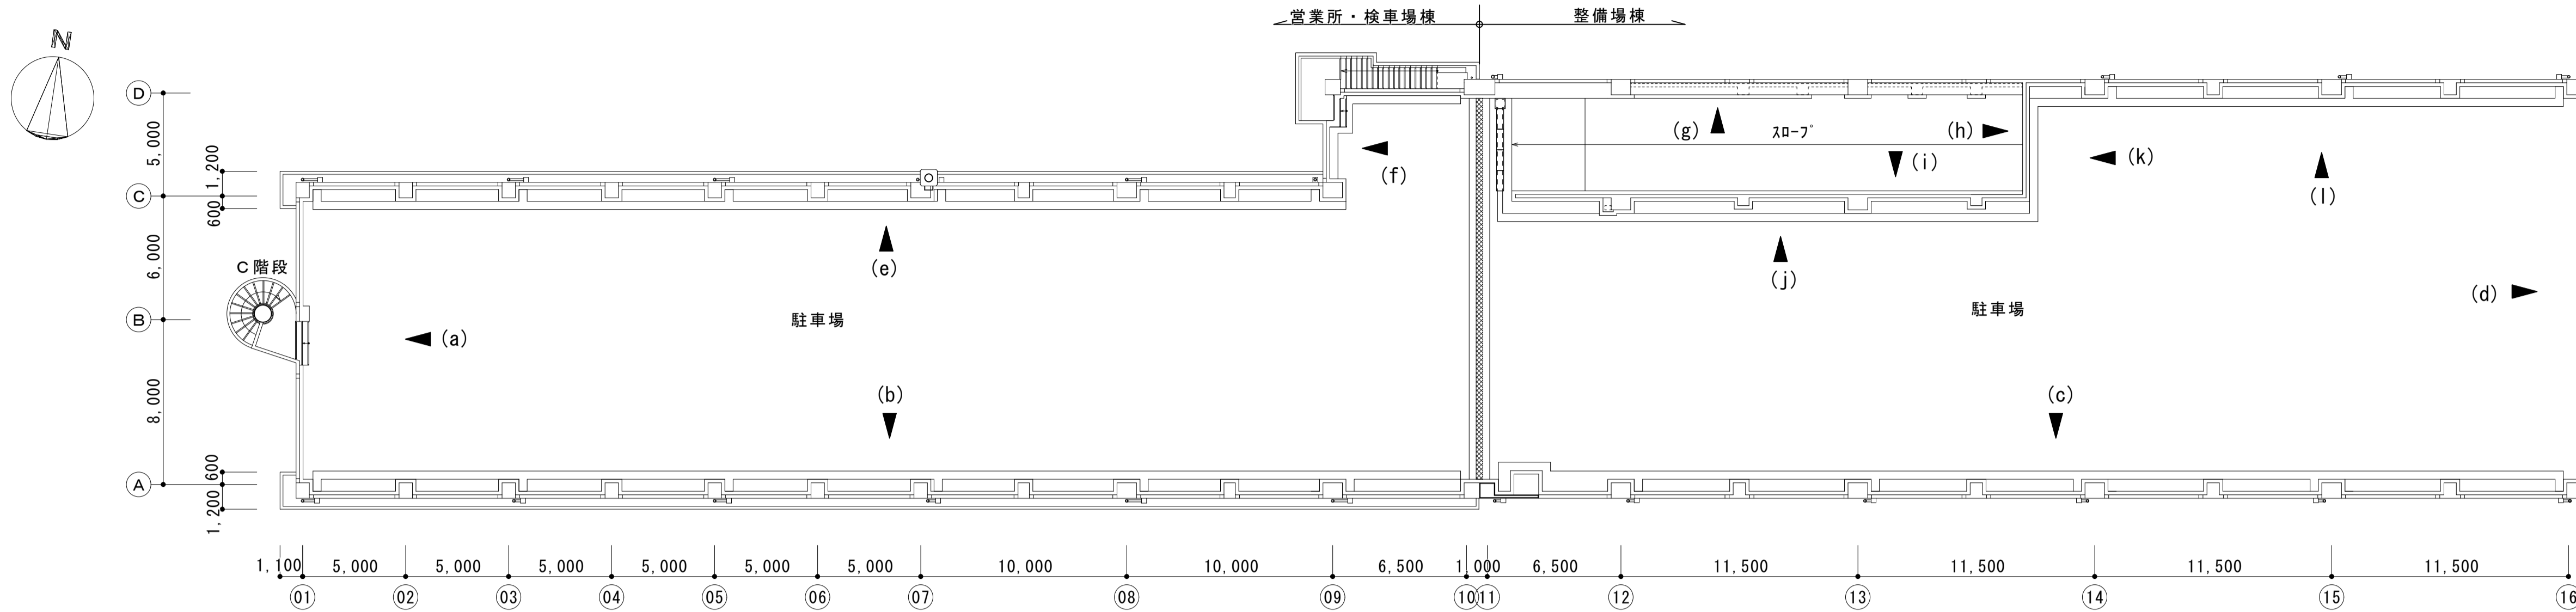 営業所・検車場棟
整備場棟
N
D
C
B
A
5,000
1,200
600
6,000
8,000
600
1,200
C階段
駐車場
駐車場
スロープ
(a)
(b)
(c)
(d)
(e)
(f)
(g)
(h)
(i)
(j)
(k)
(l)
1,100
5,000
5,000
5,000
5,000
5,000
5,000
10,000
10,000
6,500
1,000
6,500
11,500
11,500
11,500
11,500
01
02
03
04
05
06
07
08
09
10
11
12
13
14
15
16